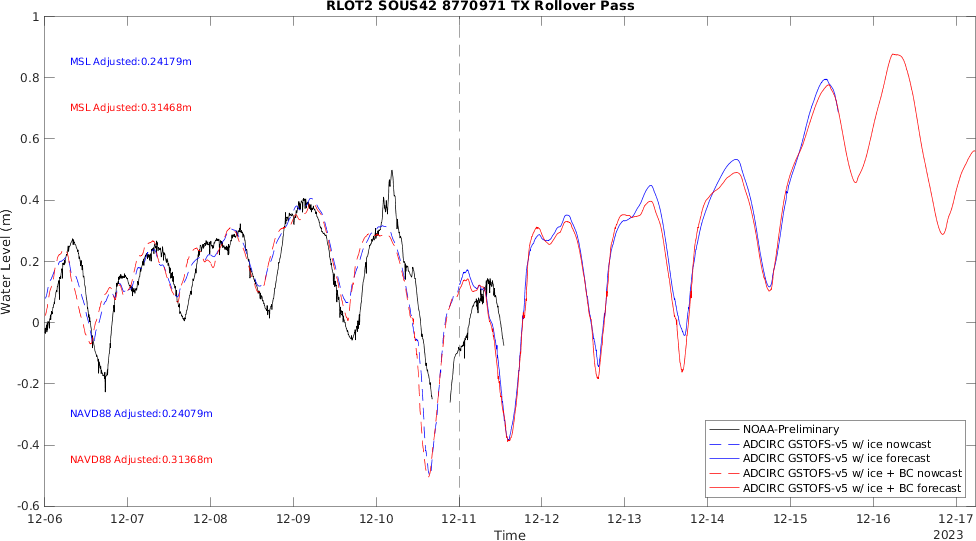 RLOT2 SOUS42 8770971 TX Rollover Pass
1
0.8
0.6
0.4
0.2
0
-0.2
-0.4
-0.6
Water Level (m)
MSL Adjusted:0.24179m
MSL Adjusted:0.31468m
NAVD88 Adjusted:0.24079m
NAVD88 Adjusted:0.31368m
NOAA-Preliminary
ADCIRC GSTOFS-v5 w/ ice nowcast
ADCIRC GSTOFS-v5 w/ ice forecast
ADCIRC GSTOFS-v5 w/ ice + BC nowcast
ADCIRC GSTOFS-v5 w/ ice + BC forecast
12-06 12-07 12-08 12-09 12-10 12-11 12-12 12-13 12-14 12-15 12-16 12-17
Time
2023